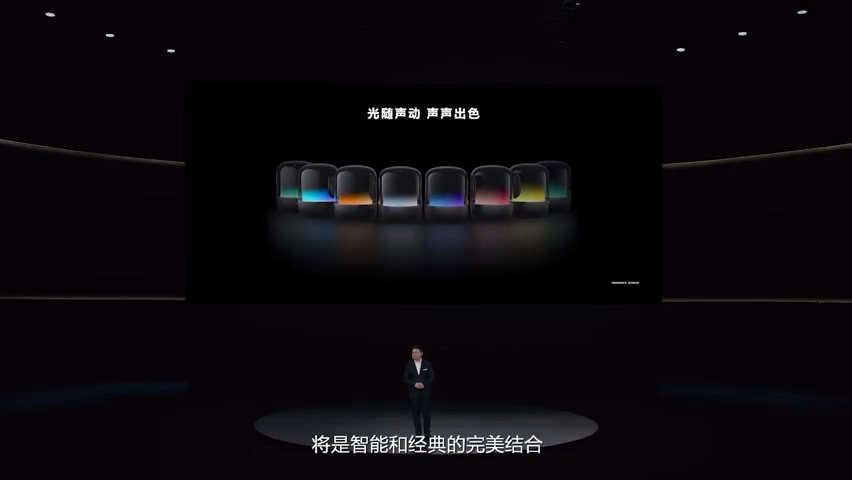 光随声动 声声出色
将是智能和经典的完美结合